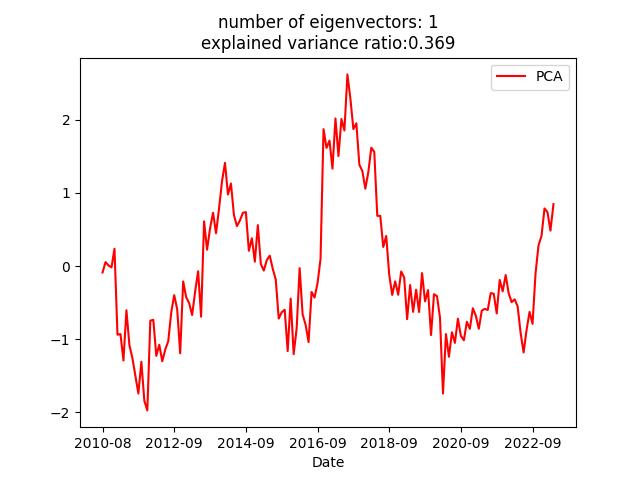 number of eigenvectors: 1
explained variance ratio:0.369
PCA
2
1
0
−1
−2
2010-08 2012-09 2014-09 2016-09 2018-09 2020-09 2022-09
Date